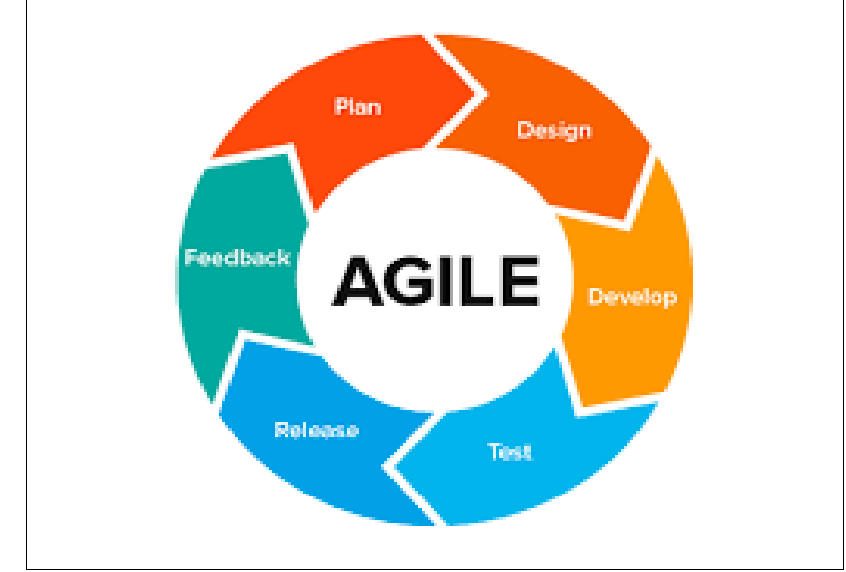 Plan
Design
Develop
Test
Release
Feedback
AGILE